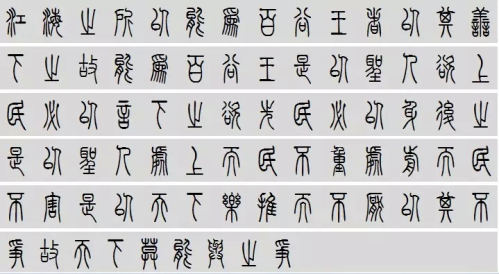 江海之所以能為百谷王者以其善
下之故能為百谷王是以聖人欲上
民必以言下之欲先民必以身後之
是以聖人處上而民不重處前而民
不害是以天下樂推而不厭以其不
爭故天下莫能與之爭